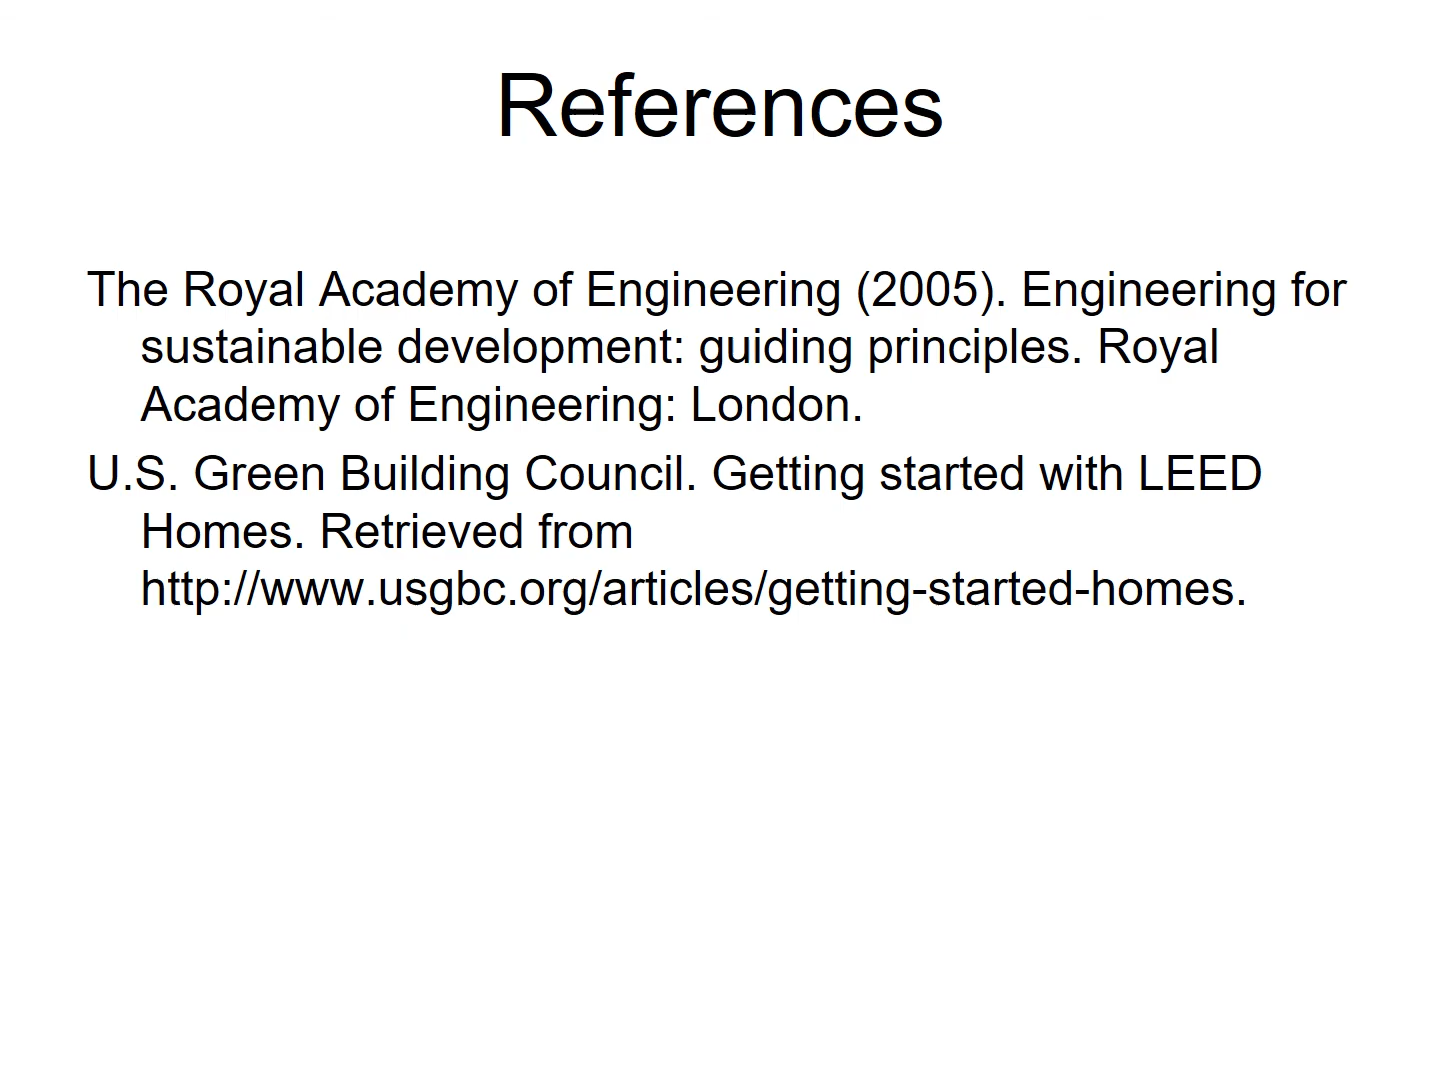 References
The Royal Academy of Engineering (2005). Engineering for
sustainable development: guiding principles. Royal
Academy of Engineering: London.
U.S. Green Building Council. Getting started with LEED
Homes. Retrieved from
http://www.usgbc.org/articles/getting-started-homes.